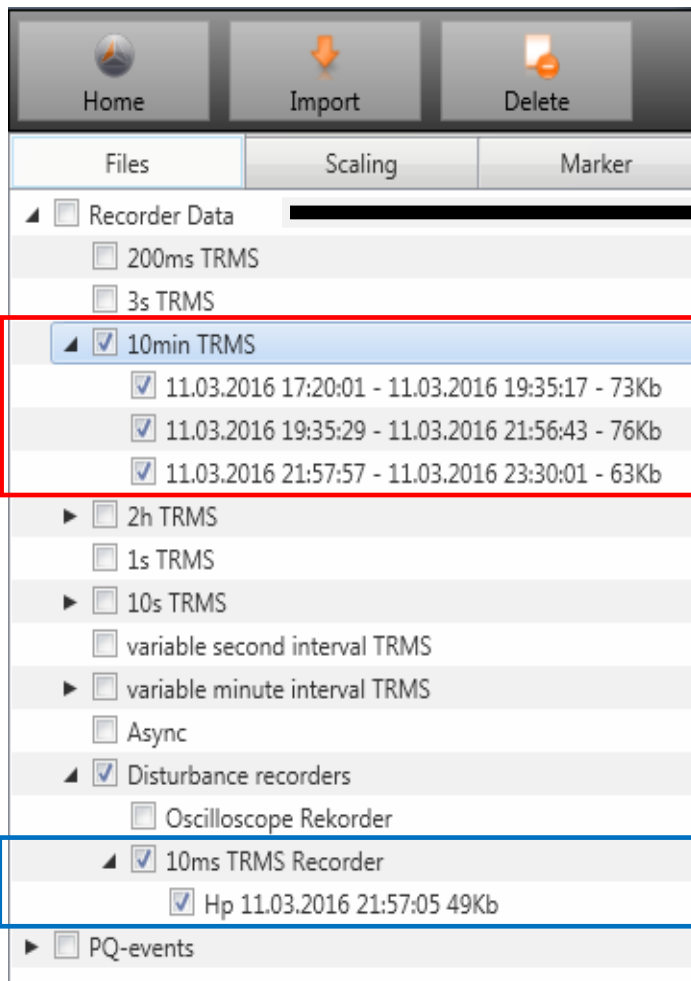 Home Import Delete
Files Scaling Marker
Recorder Data
200ms TRMS
3s TRMS
10min TRMS
11.03.2016 17:20:01 - 11.03.2016 19:35:17 - 73Kb
11.03.2016 19:35:29 - 11.03.2016 21:56:43 - 76Kb
11.03.2016 21:57:57 - 11.03.2016 23:30:01 - 63Kb
2h TRMS
1s TRMS
10s TRMS
variable second interval TRMS
variable minute interval TRMS
Async
Disturbance recorders
Oscilloscope Rekorder
10ms TRMS Recorder
Hp 11.03.2016 21:57:05 49Kb
PQ-events